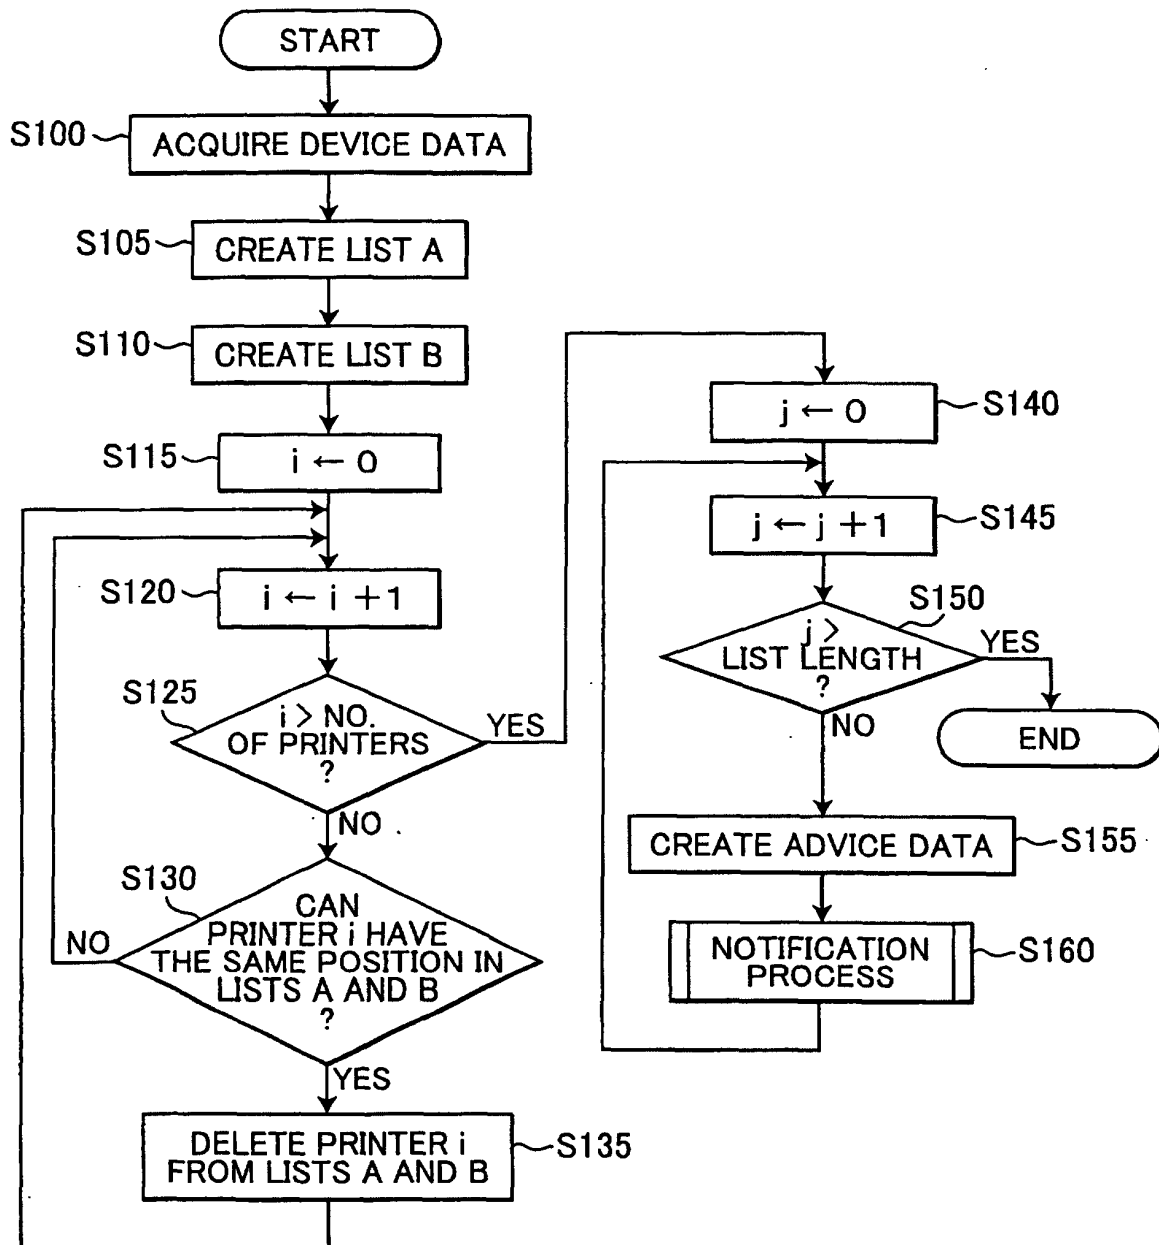 START
S100
ACQUIRE DEVICE DATA
S105
CREATE LIST A
S110
CREATE LIST B
S115
i ← 0
S120
i ← i + 1
S125
i > NO.
OF PRINTERS
?
YES
NO
S130
CAN
PRINTER i HAVE
THE SAME POSITION IN
LISTS A AND B
?
NO
YES
DELETE PRINTER i
FROM LISTS A AND B
S135
j ← 0
S140
j ← j + 1
S145
S150
j >
LIST LENGTH
?
YES
NO
END
CREATE ADVICE DATA
S155
NOTIFICATION
PROCESS
S160